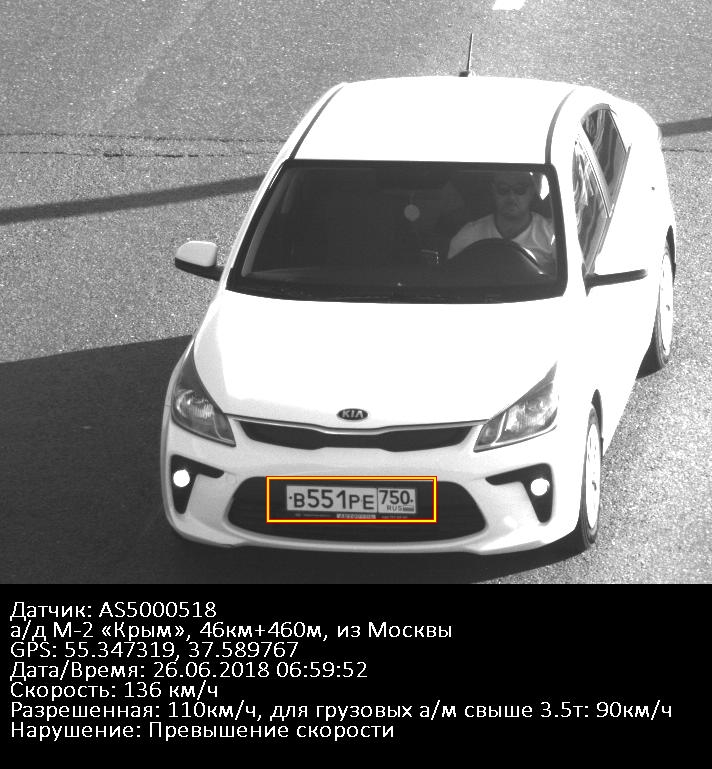 KIA
В551РЕ 750
RUS
Датчик: AS5000518
а/д М-2 «Крым», 46км+460м, из Москвы
GPS: 55.347319, 37.589767
Дата/Время: 26.06.2018 06:59:52
Скорость: 136 км/ч
Разрешенная: 110км/ч, для грузовых а/м свыше 3.5т: 90км/ч
Нарушение: Превышение скорости